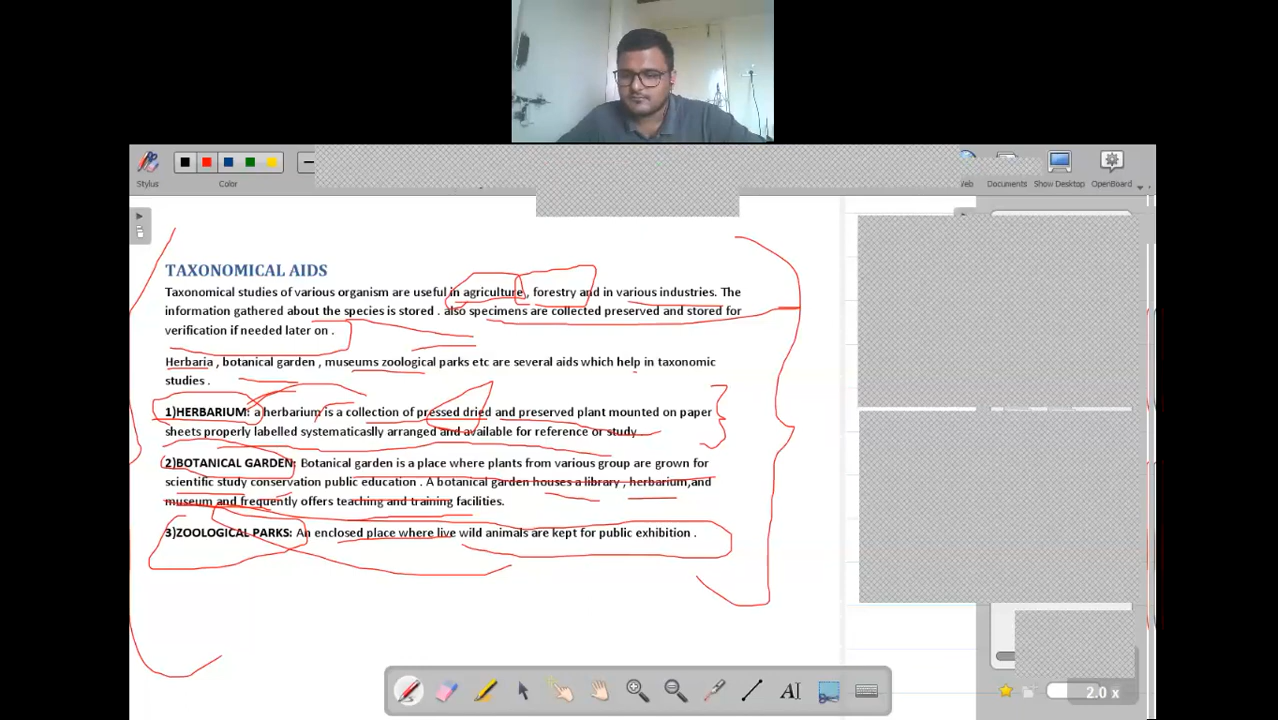 Stylus
Color
Web
Documents
Show Desktop
OpenBoard
TAXONOMICAL AIDS
Taxonomical studies of various organism are useful in agriculture , forestry and in various industries. The
information gathered about the species is stored . also specimens are collected preserved and stored for
verification if needed later on .
Herbaria , botanical garden , museums zoological parks etc are several aids which help in taxonomic
studies .
1)HERBARIUM: a herbarium is a collection of pressed dried and preserved plant mounted on paper
sheets properly labelled systematicaslly arranged and available for reference or study
2)BOTANICAL GARDEN: Botanical garden is a place where plants from various group are grown for
scientific study conservation public education . A botanical garden houses a library , herbarium,and
museum and frequently offers teaching and training facilities.
3)ZOOLOGICAL PARKS: An enclosed place where live wild animals are kept for public exhibition .
AI
2.0 x